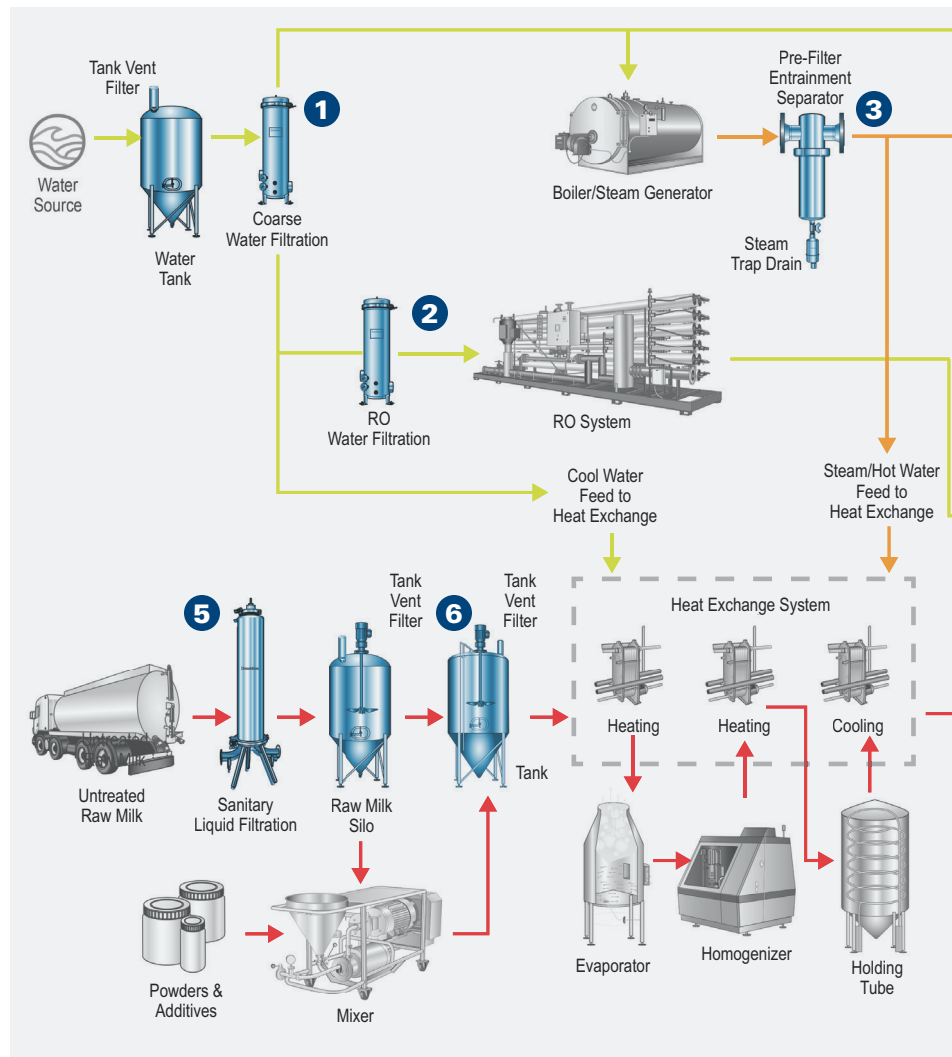 Tank Vent
Filter
Water
Source
Water
Tank
1
Coarse
Water Filtration
Boiler/Steam Generator
Pre-Filter
Entrainment
Separator
3
Steam
Trap Drain
2
RO
Water Filtration
RO System
Cool Water
Feed to
Heat Exchange
Steam/Hot Water
Feed to
Heat Exchange
5
Tank
Vent
Filter
6
Tank
Vent
Filter
Heat Exchange System
Heating
Heating
Cooling
Untreated
Raw Milk
Sanitary
Liquid Filtration
Raw Milk
Silo
Tank
Powders &
Additives
Mixer
Evaporator
Homogenizer
Holding
Tube